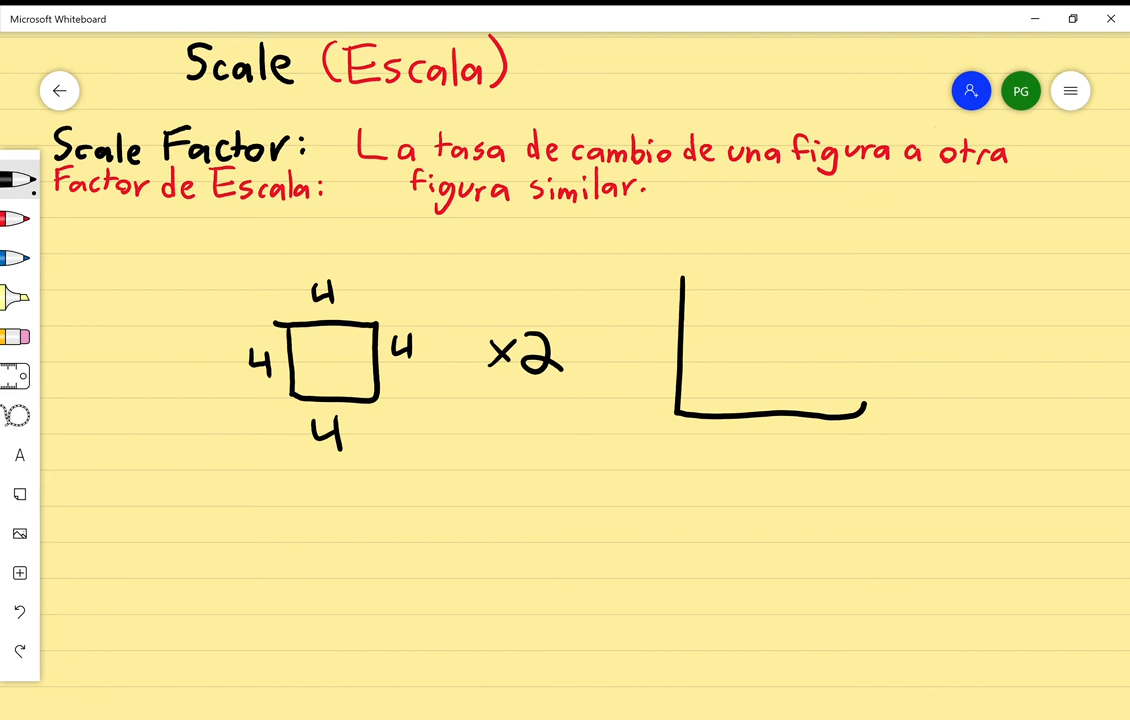 Microsoft Whiteboard
Scale (Escala)
PG
Scale Factor: La tasa de cambio de una figura a otra
Factor de Escala: figura similar.
4
4 4 x2
4
A